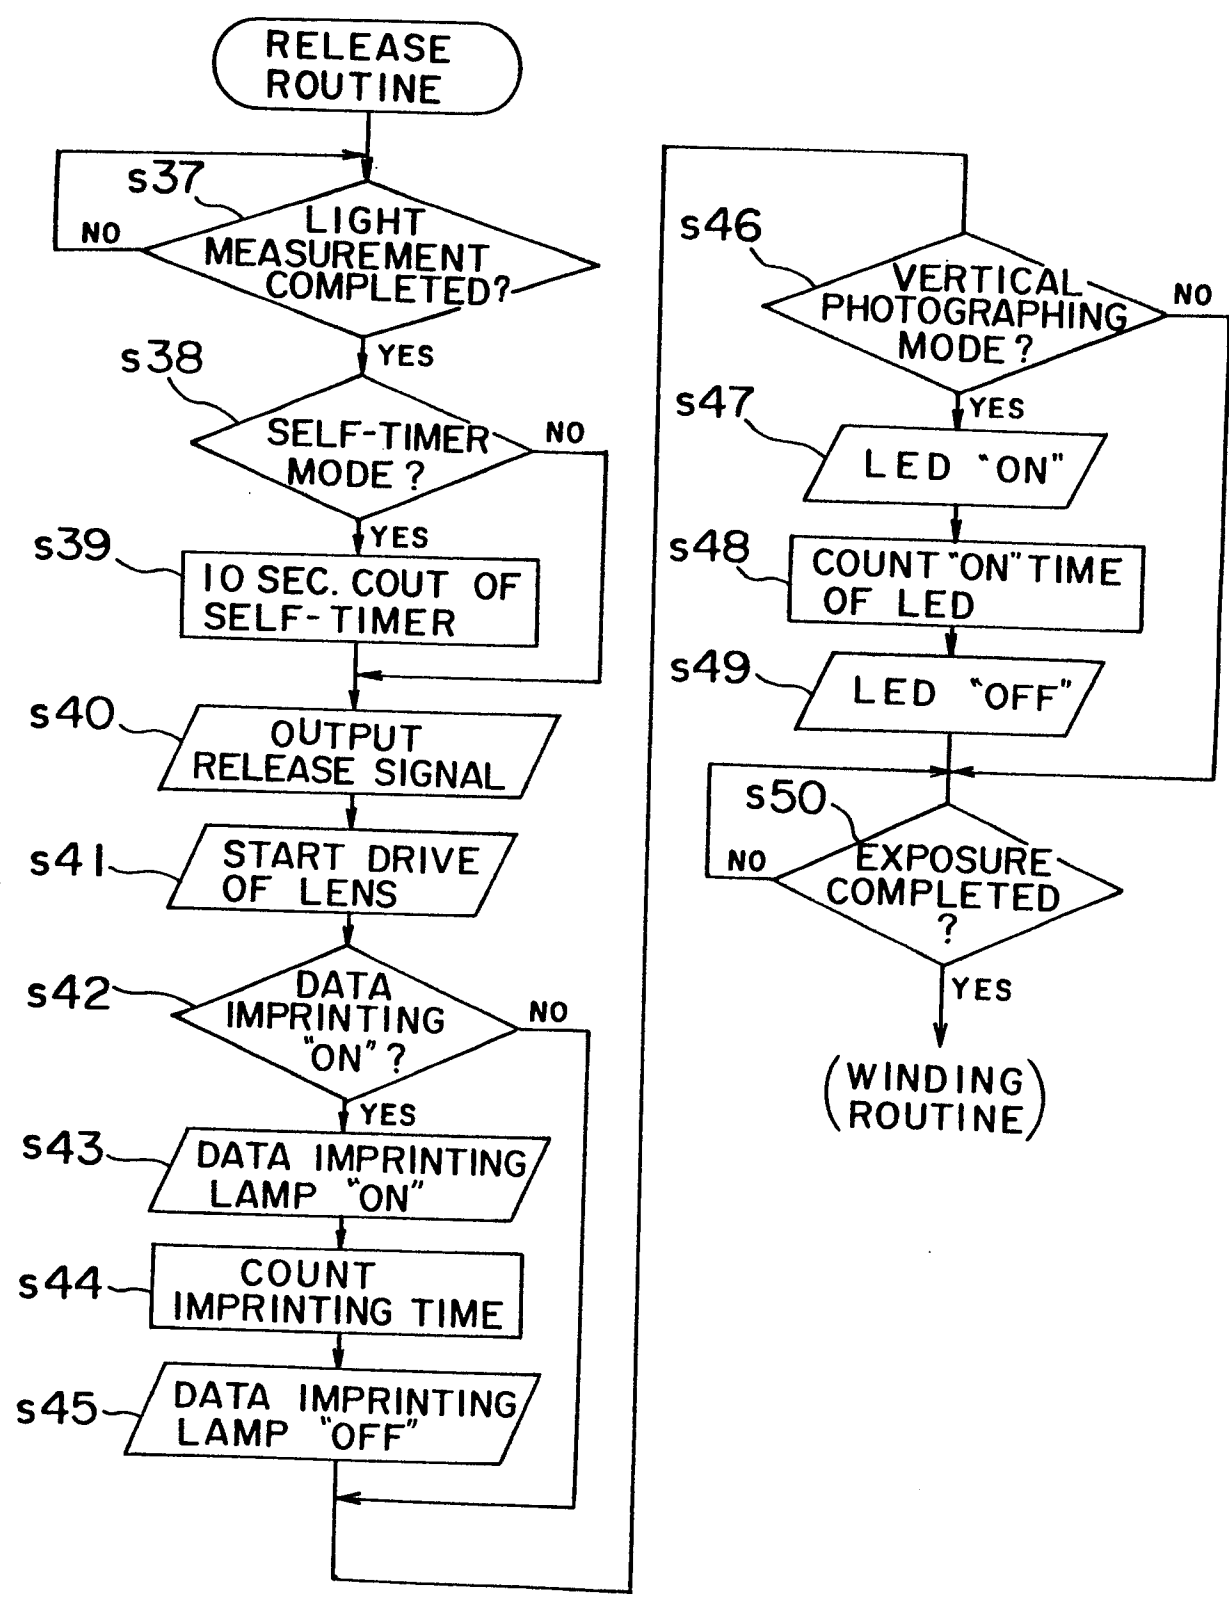 RELEASE
ROUTINE
s37
LIGHT
MEASUREMENT
COMPLETED?
NO
YES
s38
SELF-TIMER
MODE?
NO
YES
s39
10 SEC. COUT OF
SELF-TIMER
s40
OUTPUT
RELEASE SIGNAL
s41
START DRIVE
OF LENS
s42
DATA
IMPRINTING
"ON"?
NO
YES
s43
DATA IMPRINTING
LAMP "ON"
s44
COUNT
IMPRINTING TIME
s45
DATA IMPRINTING
LAMP "OFF"
s46
VERTICAL
PHOTOGRAPHING
MODE?
NO
YES
s47
LED "ON"
s48
COUNT "ON" TIME
OF LED
s49
LED "OFF"
s50
EXPOSURE
COMPLETED
?
NO
YES
(WINDING
ROUTINE)